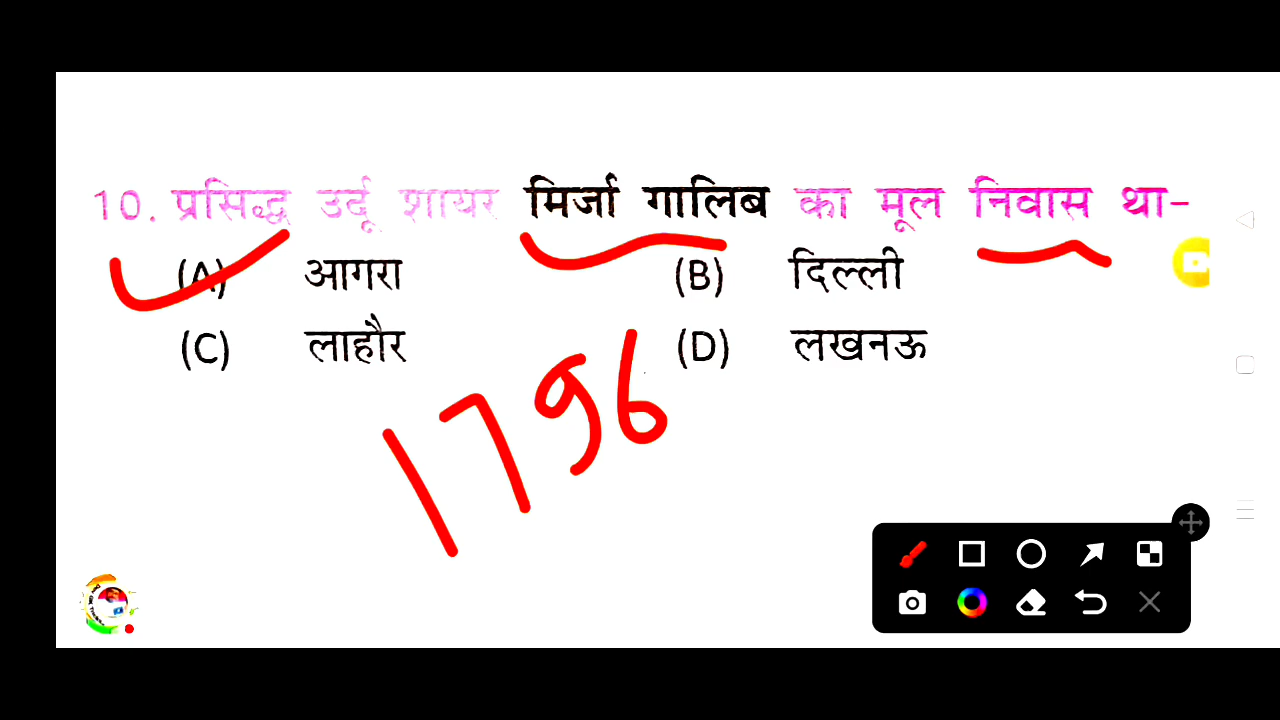 10. प्रसिद्ध उर्दू शायर मिर्जा गालिब का मूल निवास था-
(A) आगरा (B) दिल्ली
(C) लाहौर (D) लखनऊ
1796